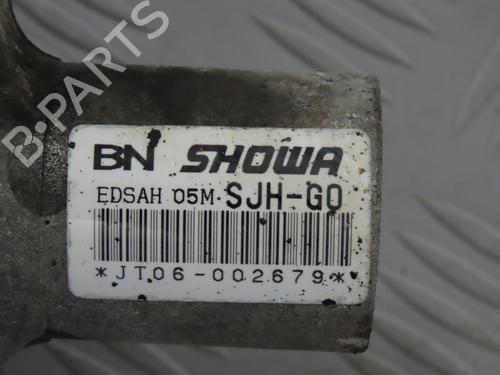 B-PARTS
BN SHOWA
EDSAH 05M-SJH-G0
*JT06-002679*